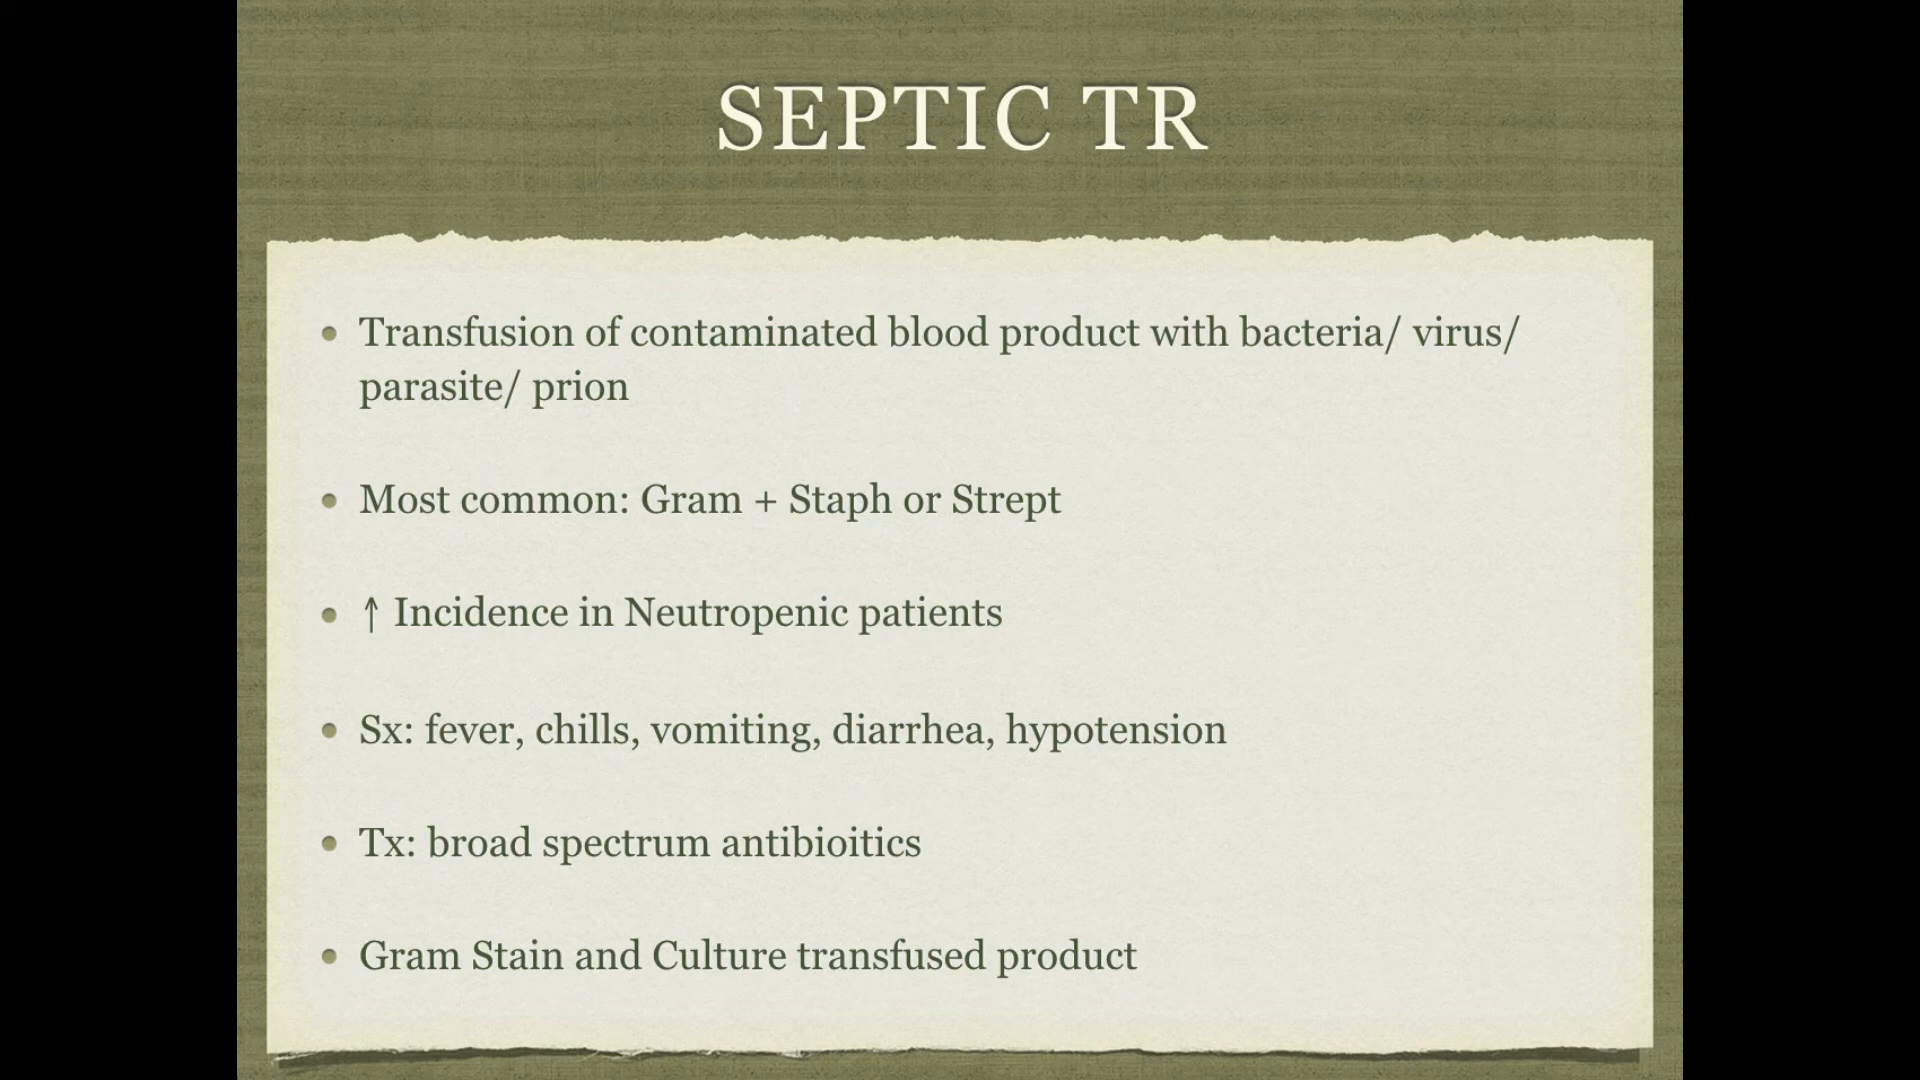 SEPTIC TR
Transfusion of contaminated blood product with bacteria/ virus/
parasite/ prion
Most common: Gram + Staph or Strept
↑ Incidence in Neutropenic patients
Sx: fever, chills, vomiting, diarrhea, hypotension
Tx: broad spectrum antibioitics
Gram Stain and Culture transfused product